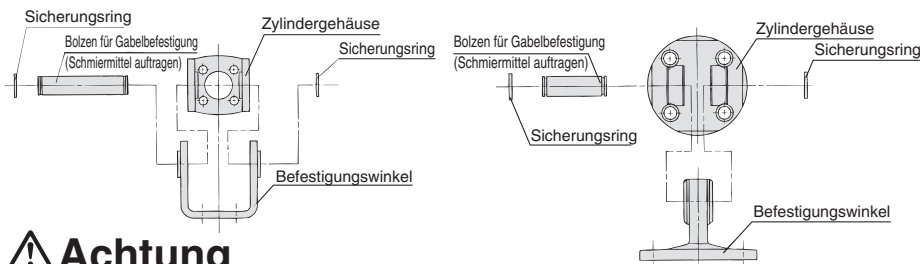 Sicherungsring
Bolzen für Gabelbefestigung
(Schmiermittel auftragen)
Zylindergehäuse
Sicherungsring
Befestigungswinkel
Bolzen für Gabelbefestigung
(Schmiermittel auftragen)
Sicherungsring
Zylindergehäuse
Sicherungsring
Befestigungswinkel
Achtung